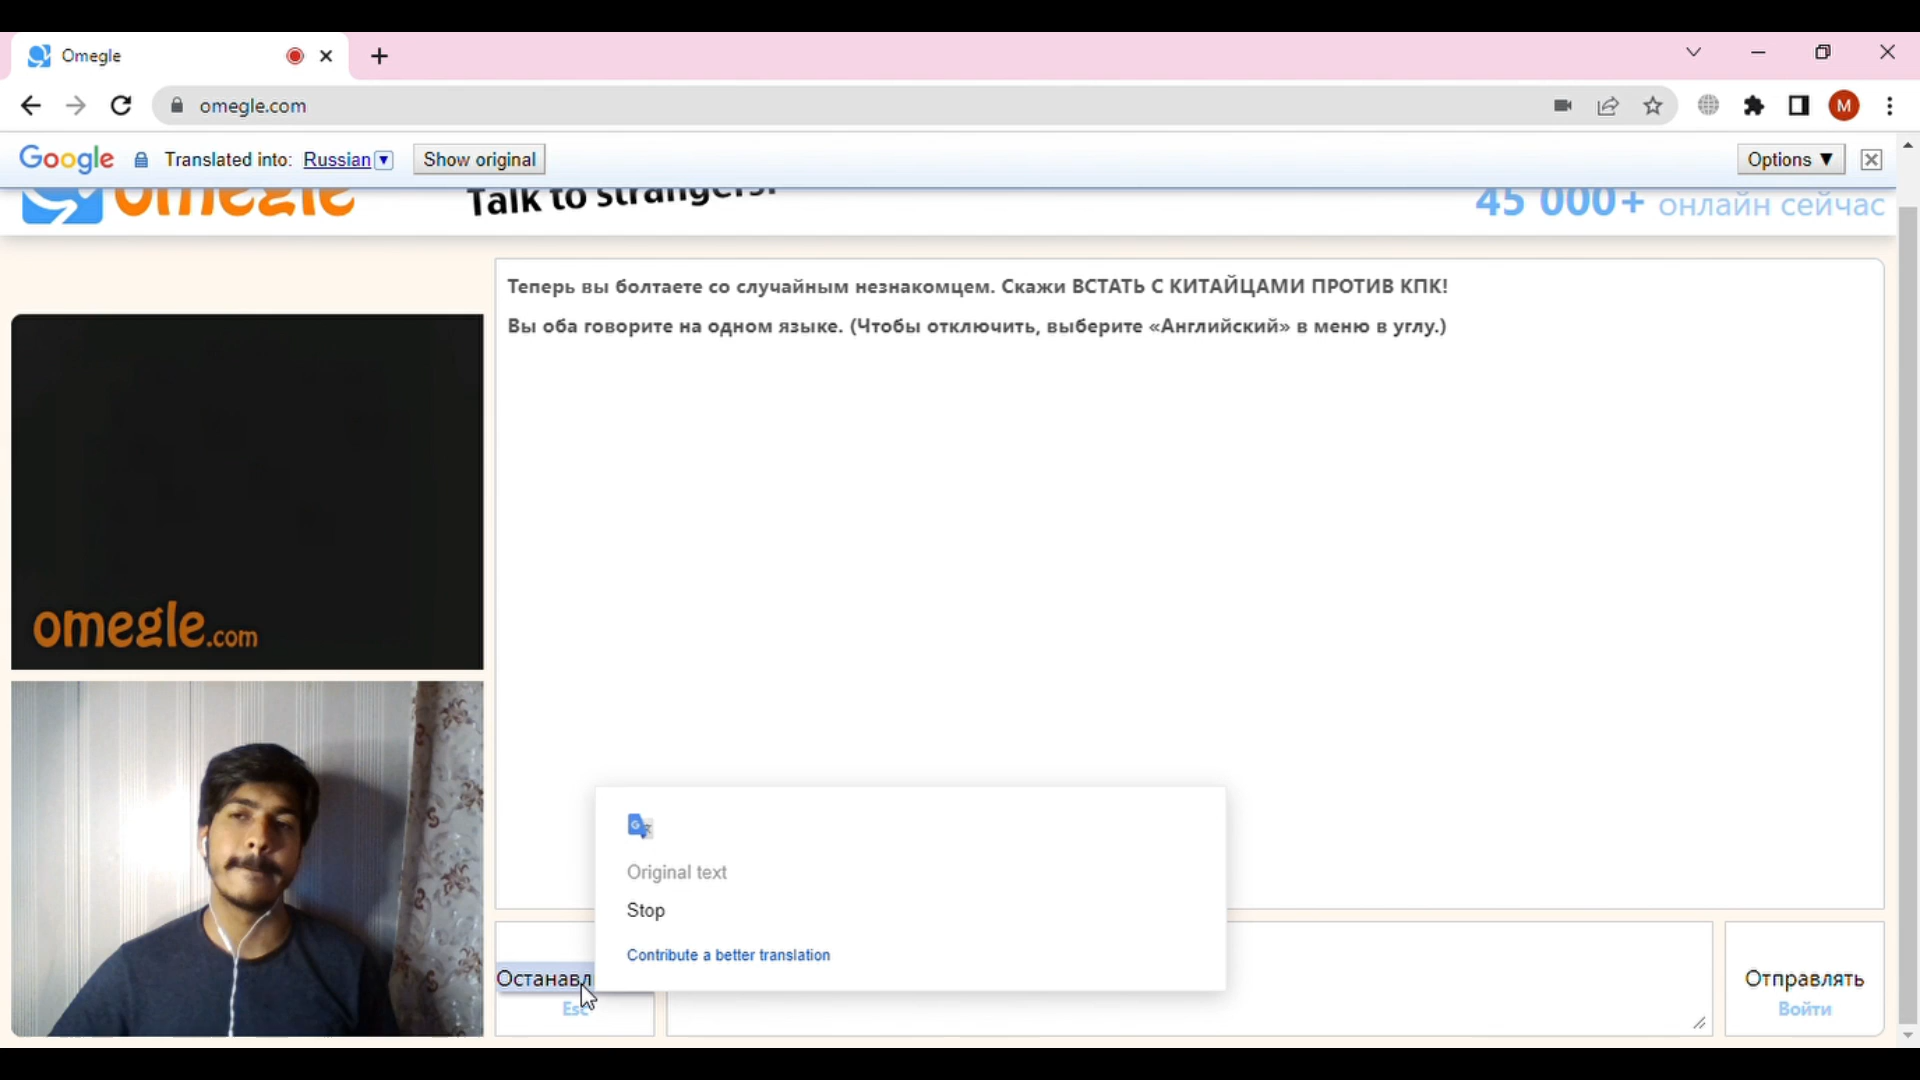 Omegle
omegle.com
M
Google Translated into: Russian ▼ Show original Options ▼
omegle Talk to strangers! 45 000+ онлайн сейчас
Теперь вы болтаете со случайным незнакомцем. Скажи ВСТАТЬ С КИТАЙЦАМИ ПРОТИВ КПК!
Вы оба говорите на одном языке. (Чтобы отключить, выберите «Английский» в меню в углу.)
omegle.com
Original text
Stop
Contribute a better translation
Останавл
Esc
Отправлять
Войти